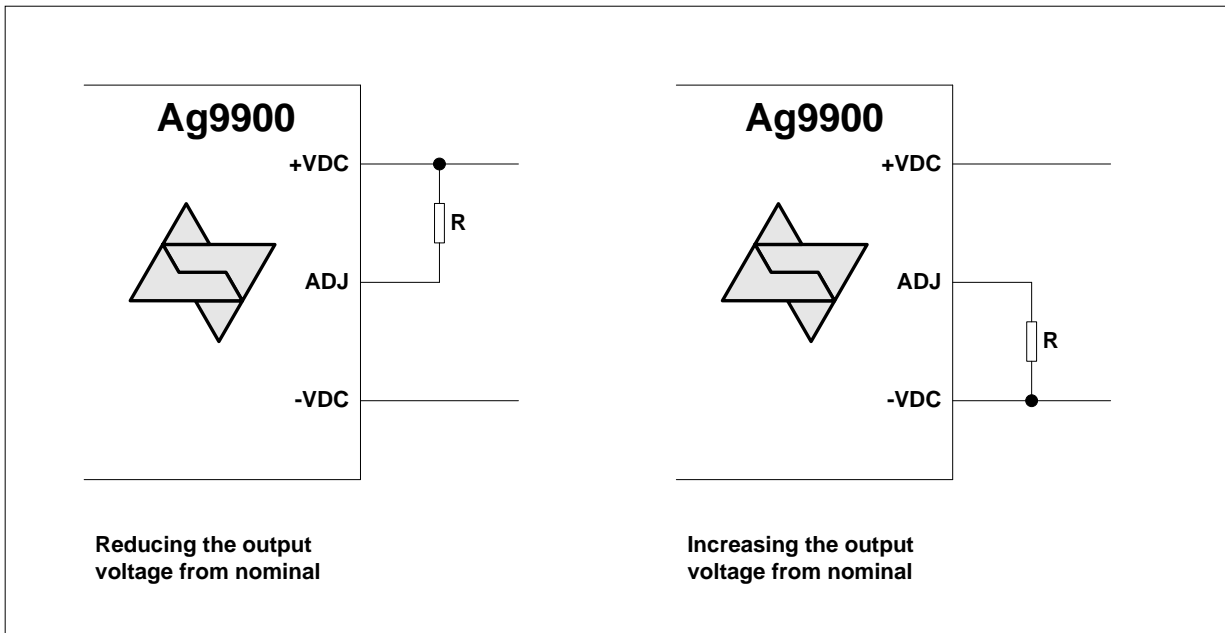 Ag9900
+VDC
R
ADJ
-VDC
Reducing the output
voltage from nominal
Ag9900
+VDC
ADJ
R
-VDC
Increasing the output
voltage from nominal